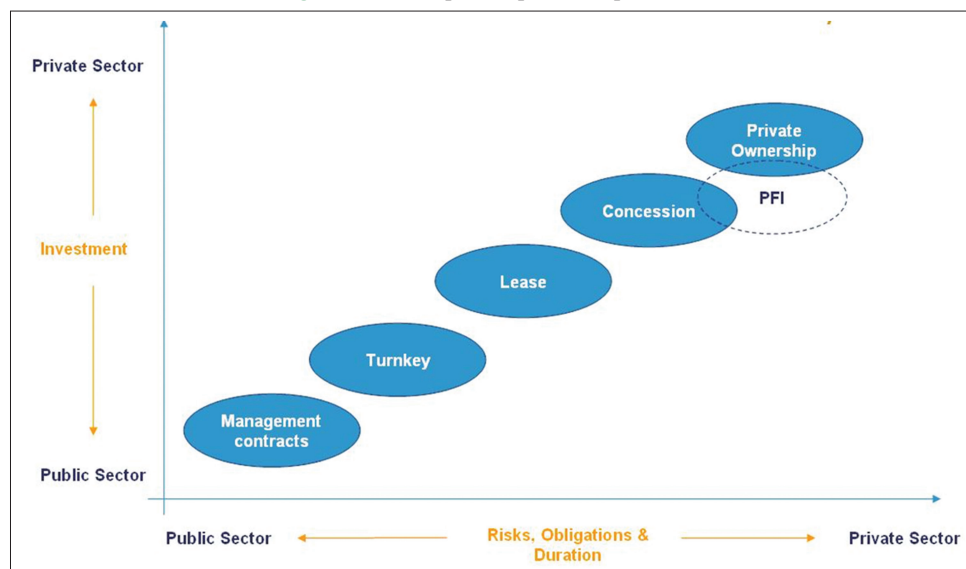 Private Sector
Private
Ownership
PFI
Concession
Investment
Lease
Turnkey
Management
contracts
Public Sector
Public Sector
Risks, Obligations &
Duration
Private Sector